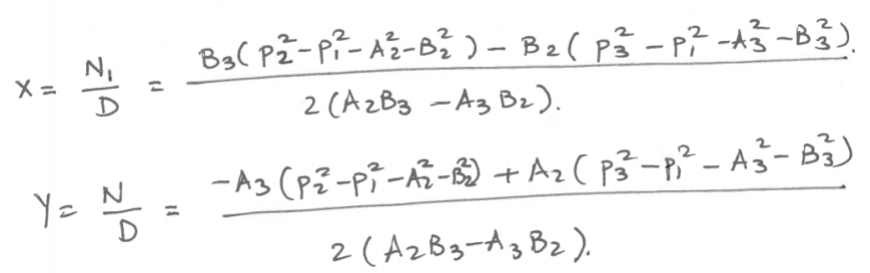 X = N₁/D = B₃(P₂² − P₁² − A₂² − B₂²) − B₂(P₃² − P₁² − A₃² − B₃²). / 2(A₂B₃ − A₃B₂).
Y = N/D = −A₃(P₂² − P₁² − A₂² − B₂²) + A₂(P₃² − P₁² − A₃² − B₃²) / 2(A₂B₃ − A₃B₂).